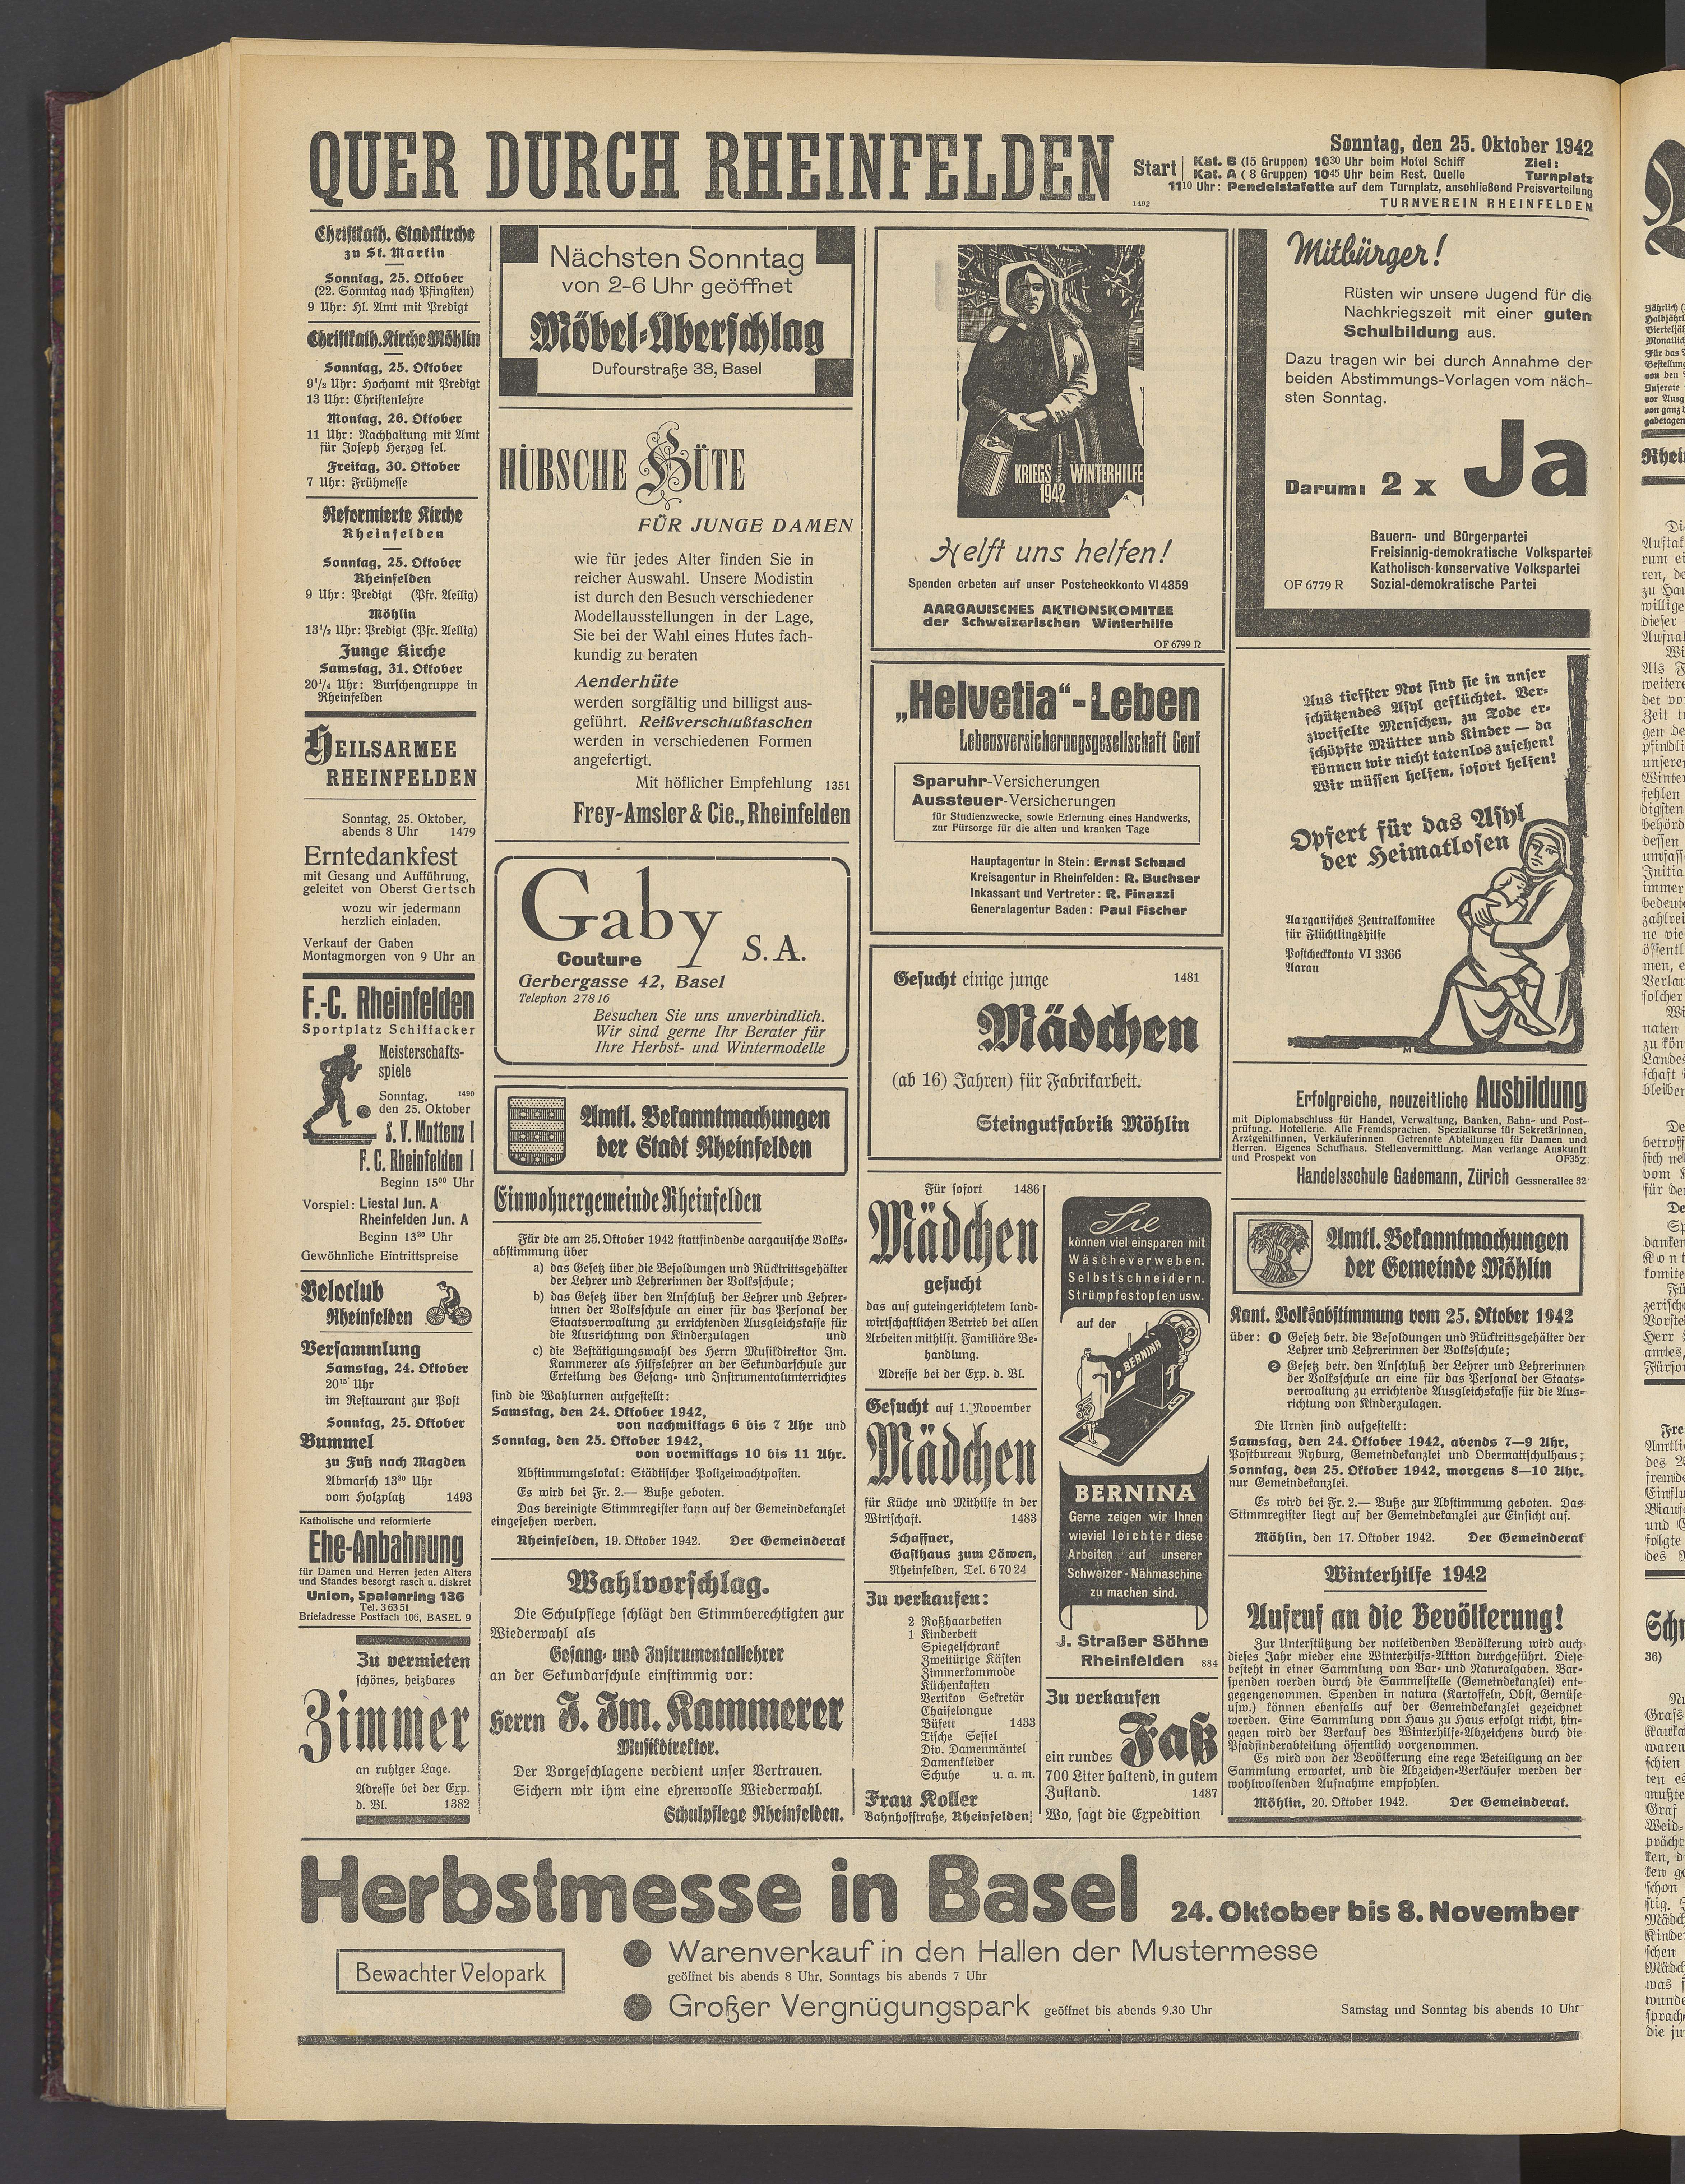 QUER DURCH RHEINFELDEN
Sonntag, den 25. Oktober 1942
Start
Kat. B (15 Gruppen) 10³⁰ Uhr beim Hotel Schiff
Kat. A ( 8 Gruppen) 10⁴⁵ Uhr beim Rest. Quelle
Ziel:
Turnplatz
11¹⁰ Uhr: Pendelstafette auf dem Turnplatz, anschließend Preisverteilung
1492
TURNVEREIN RHEINFELDEN
Christkath. Stadtkirche
zu St. Martin
Sonntag, 25. Oktober
(22. Sonntag nach Pfingsten)
9 Uhr: Hl. Amt mit Predigt
Christkath. Kirche Möhlin
Sonntag, 25. Oktober
9½ Uhr: Hochamt mit Predigt
13 Uhr: Christenlehre
Montag, 26. Oktober
11 Uhr: Nachhaltung mit Amt
für Joseph Herzog sel.
Freitag, 30. Oktober
7 Uhr: Frühmesse
Reformierte Kirche
Rheinfelden
Sonntag, 25. Oktober
Rheinfelden
9 Uhr: Predigt (Pfr. Aellig)
Möhlin
13½ Uhr: Predigt (Pfr. Aellig)
Junge Kirche
Samstag, 31. Oktober
20¼ Uhr: Burschengruppe in
Rheinfelden
HEILSARMEE
RHEINFELDEN
Sonntag, 25. Oktober,
abends 8 Uhr 1479
Erntedankfest
mit Gesang und Aufführung,
geleitet von Oberst Gertsch
wozu wir jedermann
herzlich einladen.
Verkauf der Gaben
Montagmorgen von 9 Uhr an
F.-C. Rheinfelden
Sportplatz Schiffacker
Meisterschafts-
spiele
Sonntag, 1490
den 25. Oktober
S. V. Muttenz I
F. C. Rheinfelden I
Beginn 15⁰⁰ Uhr
Vorspiel: Liestal Jun. A
Rheinfelden Jun. A
Beginn 13³⁰ Uhr
Gewöhnliche Eintrittspreise
Veloclub
Rheinfelden
Versammlung
Samstag, 24. Oktober
20¹⁵ Uhr
im Restaurant zur Post
Sonntag, 25. Oktober
Bummel
zu Fuß nach Magden
Abmarsch 13³⁰ Uhr
vom Holzplatz 1493
Katholische und reformierte
Ehe-Anbahnung
für Damen und Herren jeden Alters
und Standes besorgt rasch u. diskret
Union, Spalenring 136
Tel. 3 63 51
Briefadresse Postfach 106, BASEL 9
Zu vermieten
schönes, heizbares
Zimmer
an ruhiger Lage.
Adresse bei der Exp.
d. Bl. 1382
Nächsten Sonntag
von 2-6 Uhr geöffnet
Möbel-Überschlag
Dufourstraße 38, Basel
HÜBSCHE HÜTE
FÜR JUNGE DAMEN
wie für jedes Alter finden Sie in
reicher Auswahl. Unsere Modistin
ist durch den Besuch verschiedener
Modellausstellungen in der Lage,
Sie bei der Wahl eines Hutes fach-
kundig zu beraten
Aenderhüte
werden sorgfältig und billigst aus-
geführt. Reißverschlußtaschen
werden in verschiedenen Formen
angefertigt.
Mit höflicher Empfehlung 1351
Frey-Amsler & Cie., Rheinfelden
Gaby
Couture
S. A.
Gerbergasse 42, Basel
Telephon 2 78 16
Besuchen Sie uns unverbindlich.
Wir sind gerne Ihr Berater für
Ihre Herbst- und Wintermodelle
Amtl. Bekanntmachungen
der Stadt Rheinfelden
Einwohnergemeinde Rheinfelden
Für die am 25. Oktober 1942 stattfindende aargauische Volks-
abstimmung über
a) das Gesetz über die Besoldungen und Rücktrittsgehälter
der Lehrer und Lehrerinnen der Volksschule;
b) das Gesetz über den Anschluß der Lehrer und Lehrer-
innen der Volksschule an einer für das Personal der
Staatsverwaltung zu errichtenden Ausgleichskasse für
die Ausrichtung von Kinderzulagen und
c) die Bestätigungswahl des Herrn Musikdirektor Im.
Kammerer als Hilfslehrer an der Sekundarschule zur
Erteilung des Gesang- und Instrumentalunterrichtes
sind die Wahlurnen aufgestellt:
Samstag, den 24. Oktober 1942,
von nachmittags 6 bis 7 Uhr und
Sonntag, den 25. Oktober 1942,
von vormittags 10 bis 11 Uhr.
Abstimmungslokal: Städtischer Polizeiwachtposten.
Es wird bei Fr. 2.— Buße geboten.
Das bereinigte Stimmregister kann auf der Gemeindekanzlei
eingesehen werden.
Rheinfelden, 19. Oktober 1942. Der Gemeinderat
Wahlvorschlag.
Die Schulpflege schlägt den Stimmberechtigten zur
Wiederwahl als
Gesang- und Instrumentallehrer
an der Sekundarschule einstimmig vor:
Herrn J. Im. Kammerer
Musikdirektor.
Der Vorgeschlagene verdient unser Vertrauen.
Sichern wir ihm eine ehrenvolle Wiederwahl.
Schulpflege Rheinfelden.
KRIEGS WINTERHILFE
1942
Helft uns helfen!
Spenden erbeten auf unser Postcheckkonto VI 4859
AARGAUISCHES AKTIONSKOMITEE
der Schweizerischen Winterhilfe
OF 6799 R
„Helvetia“-Leben
Lebensversicherungsgesellschaft Genf
Sparuhr-Versicherungen
Aussteuer-Versicherungen
für Studienzwecke, sowie Erlernung eines Handwerks,
zur Fürsorge für die alten und kranken Tage
Hauptagentur in Stein: Ernst Schaad
Kreisagentur in Rheinfelden: R. Buchser
Inkassant und Vertreter: R. Finazzi
Generalagentur Baden: Paul Fischer
Gesucht einige junge 1481
Mädchen
(ab 16) Jahren) für Fabrikarbeit.
Steingutfabrik Möhlin
Für sofort 1486
Mädchen
gesucht
das auf guteingerichtetem land-
wirtschaftlichen Betrieb bei allen
Arbeiten mithilft. Familiäre Be-
handlung.
Adresse bei der Exp. d. Bl.
Gesucht auf 1. November
Mädchen
für Küche und Mithilfe in der
Wirtschaft. 1483
Schaffner,
Gasthaus zum Löwen,
Rheinfelden, Tel. 6 70 24
Zu verkaufen:
2 Roßhaarbetten
1 Kinderbett
Spiegelschrank
Zweitürige Kästen
Zimmerkommode
Küchenkasten
Vertikov Sekretär
Chaiselongue
Büfett 1433
Tische Sessel
Div. Damenmäntel
Damenkleider
Schuhe u. a. m.
Frau Koller
Bahnhofstraße, Rheinfelden
Sie
können viel einsparen mit
Wäscheverweben.
Selbstschneidern.
Strümpfestopfen usw.
auf der
BERNINA
BERNINA
Gerne zeigen wir Ihnen
wieviel leichter diese
Arbeiten auf unserer
Schweizer-Nähmaschine
zu machen sind.
J. Straßer Söhne
Rheinfelden 884
Zu verkaufen
ein rundes Faß
700 Liter haltend, in gutem
Zustand. 1487
Wo, sagt die Expedition
Mitbürger!
Rüsten wir unsere Jugend für die
Nachkriegszeit mit einer guten
Schulbildung aus.
Dazu tragen wir bei durch Annahme der
beiden Abstimmungs-Vorlagen vom näch-
sten Sonntag.
Darum: 2 x Ja
Bauern- und Bürgerpartei
Freisinnig-demokratische Volkspartei
Katholisch-konservative Volkspartei
OF 6779 R Sozial-demokratische Partei
Aus tiefster Not sind sie in unser
schützendes Asyl geflüchtet. Ver-
zweifelte Menschen, zu Tode er-
schöpfte Mütter und Kinder — da
können wir nicht tatenlos zusehen!
Wir müssen helfen, sofort helfen!
Opfert für das Asyl
der Heimatlosen
Aargauisches Zentralkomitee
für Flüchtlingshilfe
Postcheckkonto VI 3366
Aarau
Erfolgreiche, neuzeitliche Ausbildung
mit Diplomabschluss für Handel, Verwaltung, Banken, Bahn- und Post-
prüfung. Hotellerie. Alle Fremdsprachen. Spezialkurse für Sekretärinnen,
Arztgehilfinnen, Verkäuferinnen Getrennte Abteilungen für Damen und
Herren. Eigenes Schulhaus. Stellenvermittlung. Man verlange Auskunft
und Prospekt von OF35Z
Handelsschule Gademann, Zürich Gessnerallee 32
Amtl. Bekanntmachungen
der Gemeinde Möhlin
Kant. Volksabstimmung vom 25. Oktober 1942
über: 1 Gesetz betr. die Besoldungen und Rücktrittsgehälter der
Lehrer und Lehrerinnen der Volksschule;
2 Gesetz betr. den Anschluß der Lehrer und Lehrerinnen
der Volksschule an eine für das Personal der Staats-
verwaltung zu errichtende Ausgleichskasse für die Aus-
richtung von Kinderzulagen.
Die Urnen sind aufgestellt:
Samstag, den 24. Oktober 1942, abends 7—9 Uhr,
Postbureau Ryburg, Gemeindekanzlei und Obermattschulhaus;
Sonntag, den 25. Oktober 1942, morgens 8—10 Uhr,
nur Gemeindekanzlei.
Es wird bei Fr. 2.— Buße zur Abstimmung geboten. Das
Stimmregister liegt auf der Gemeindekanzlei zur Einsicht auf.
Möhlin, den 17. Oktober 1942. Der Gemeinderat
Winterhilfe 1942
Aufruf an die Bevölkerung!
Zur Unterstützung der notleidenden Bevölkerung wird auch
dieses Jahr wieder eine Winterhilfs-Aktion durchgeführt. Diese
besteht in einer Sammlung von Bar- und Naturalgaben. Bar-
spenden werden durch die Sammelstelle (Gemeindekanzlei) ent-
gegengenommen. Spenden in natura (Kartoffeln, Obst, Gemüse
usw.) können ebenfalls auf der Gemeindekanzlei gezeichnet
werden. Eine Sammlung von Haus zu Haus erfolgt nicht, hin-
gegen wird der Verkauf des Winterhilfe-Abzeichens durch die
Pfadfinderabteilung öffentlich vorgenommen.
Es wird von der Bevölkerung eine rege Beteiligung an der
Sammlung erwartet, und die Abzeichen-Verkäufer werden der
wohlwollenden Aufnahme empfohlen.
Möhlin, 20. Oktober 1942. Der Gemeinderat.
Herbstmesse in Basel 24. Oktober bis 8. November
Bewachter Velopark
Warenverkauf in den Hallen der Mustermesse
geöffnet bis abends 8 Uhr, Sonntags bis abends 7 Uhr
Großer Vergnügungspark geöffnet bis abends 9.30 Uhr Samstag und Sonntag bis abends 10 Uhr